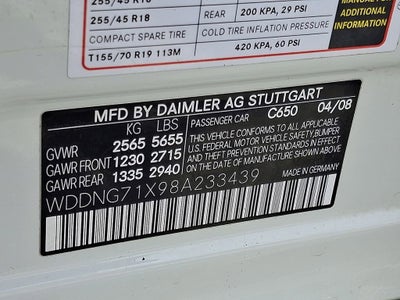 255/45 R18
255/45 R18 REAR 200 KPA, 29 PSI
COMPACT SPARE TIRE COLD TIRE INFLATION PRESSURE
T155/70 R19 113M 420 KPA, 60 PSI
MANUAL FOR
ADDITIONAL
INFORMATION
MFD BY DAIMLER AG STUTTGART
KG LBS PASSENGER CAR C650 04/08
GVWR 2565 5655
GAWR FRONT 1230 2715
GAWR REAR 1335 2940
THIS VEHICLE CONFORMS TO ALL APPLICABLE
U.S. FEDERAL MOTOR VEHICLE SAFETY, BUMPER,
AND THEFT PREVENTION STANDARDS IN EFFECT
ON THE DATE OF MANUFACTURE SHOWN ABOVE.
WDDNG71X98A233439
MADE IN GERMANY